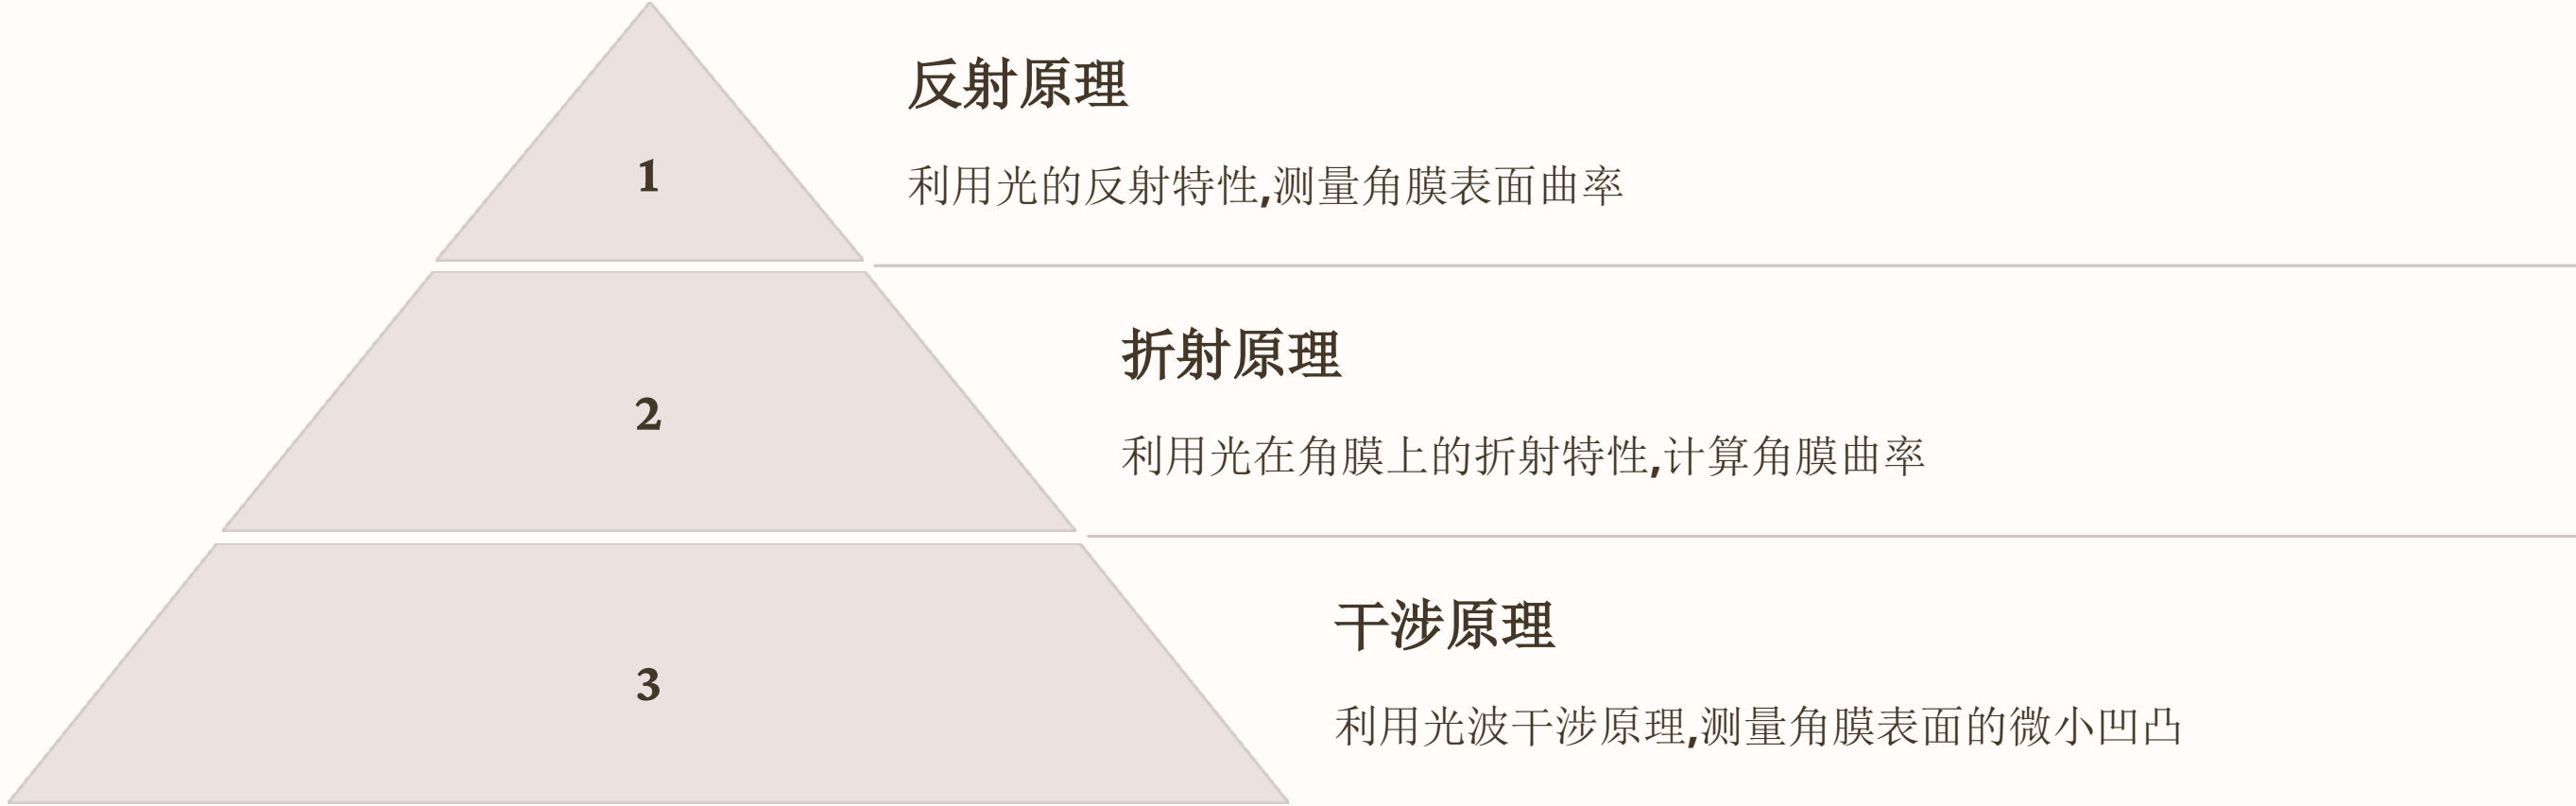 1
反射原理
利用光的反射特性,测量角膜表面曲率
2
折射原理
利用光在角膜上的折射特性,计算角膜曲率
3
干涉原理
利用光波干涉原理,测量角膜表面的微小凹凸